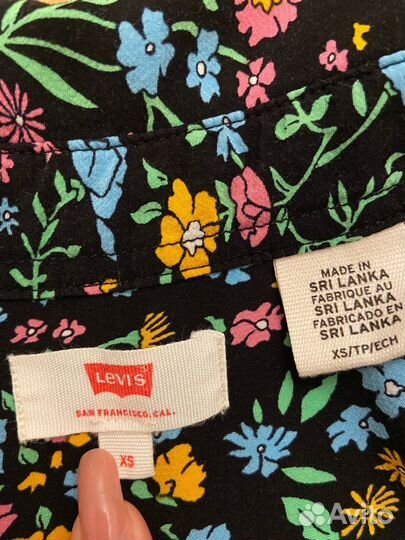 MADE IN
SRI LANKA
FABRIQUE AU
SRI LANKA
FABRICADO EN
SRI LANKA
XS/TP/ECH
LEVI'S
SAN FRANCISCO, CAL.
XS
Avito